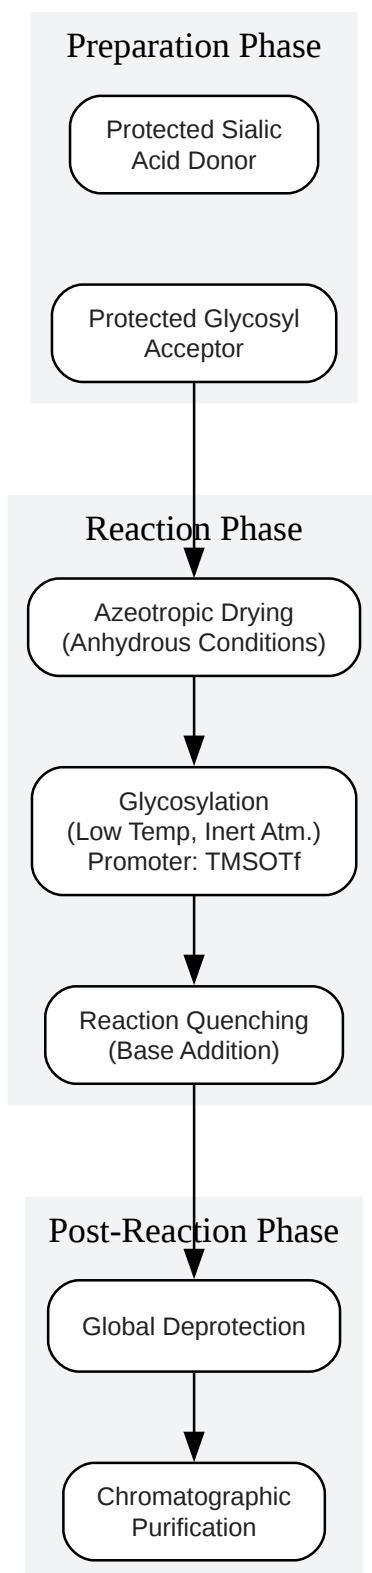 Preparation Phase
Protected Sialic
Acid Donor
Protected Glycosyl
Acceptor
Reaction Phase
Azeotropic Drying
(Anhydrous Conditions)
Glycosylation
(Low Temp, Inert Atm.)
Promoter: TMSOTf
Reaction Quenching
(Base Addition)
Post-Reaction Phase
Global Deprotection
Chromatographic
Purification